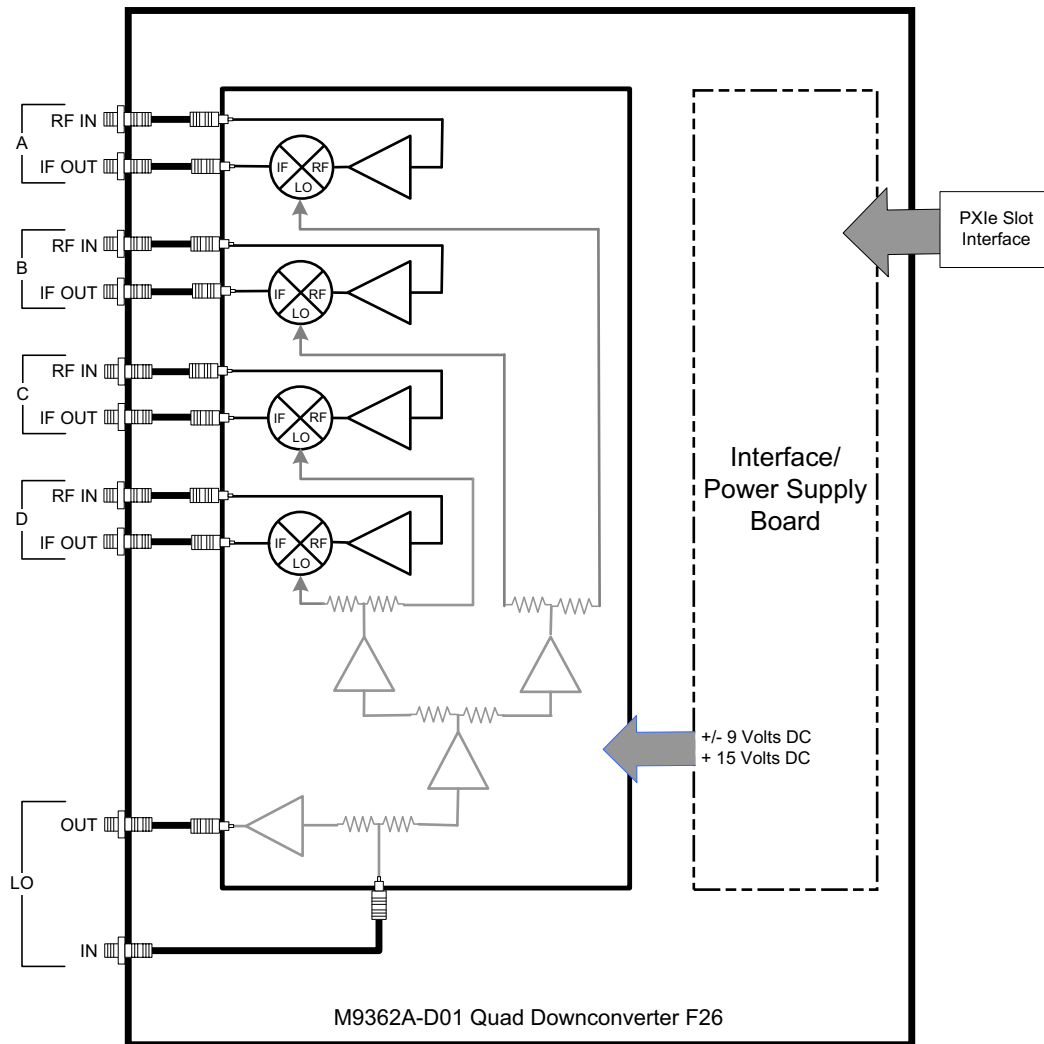 RF IN
A
IF OUT
IF
RF
LO
RF IN
B
IF OUT
IF
RF
LO
RF IN
C
IF OUT
IF
RF
LO
RF IN
D
IF OUT
IF
RF
LO
PXIe Slot
Interface
Interface/
Power Supply
Board
+/- 9 Volts DC
+ 15 Volts DC
OUT
LO
IN
M9362A-D01 Quad Downconverter F26